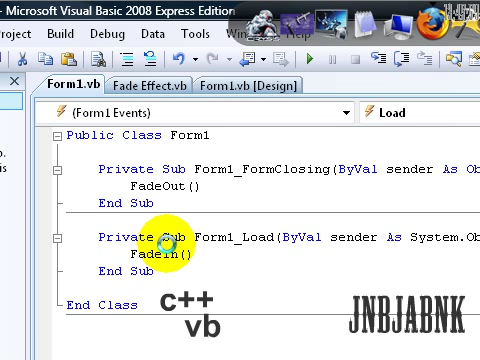 - Microsoft Visual Basic 2008 Express Edition
Project Build Debug Data Tools Help
Form1.vb Fade Effect.vb Form1.vb [Design]
(Form1 Events) Load
Public Class Form1
Private Sub Form1_FormClosing(ByVal sender As Ob
FadeOut()
End Sub
Private Sub Form1_Load(ByVal sender As System.Ob
FadeIn()
End Sub
End Class
c++
vb
JNBJABNK